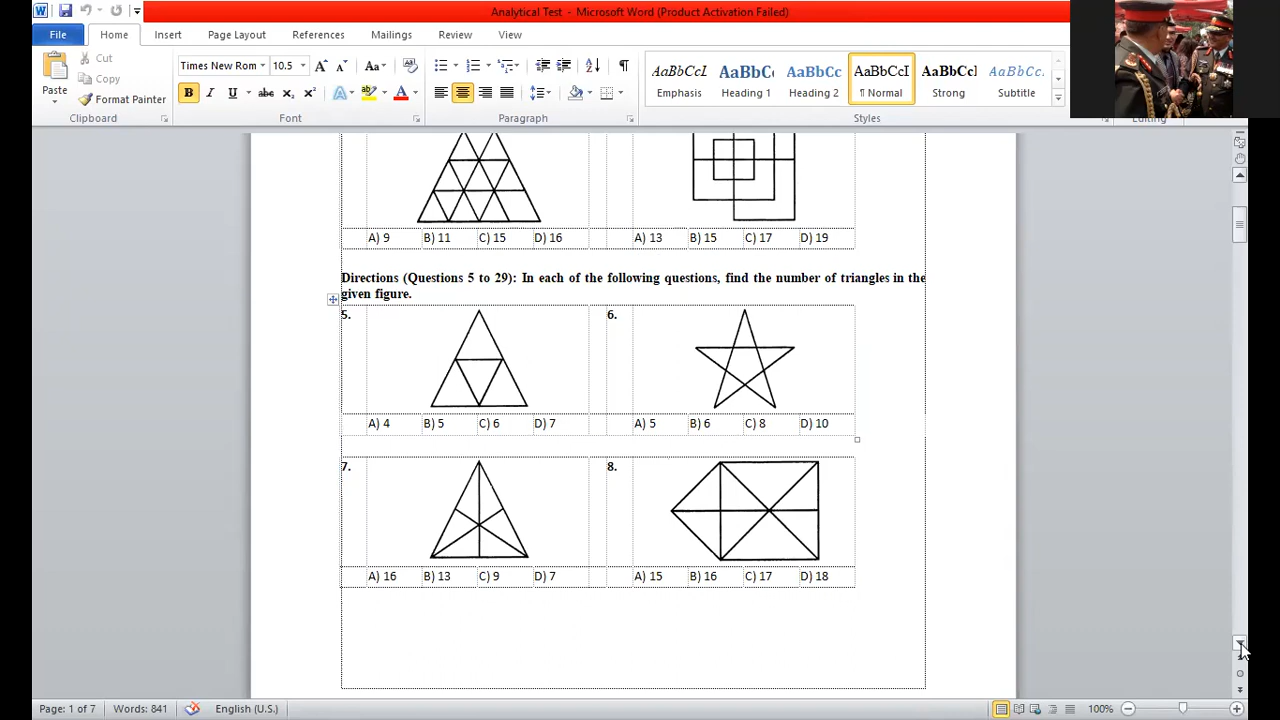 Analytical Test - Microsoft Word (Product Activation Failed)
File Home Insert Page Layout References Mailings Review View
Paste
Cut
Copy
Format Painter
Clipboard
Times New Rom 10.5
B I U abc X₂ X²
Font
Paragraph
AaBbCcI AaBbC AaBbCc AaBbCcI AaBbCcl AaBbCc.
Emphasis Heading 1 Heading 2 ¶ Normal Strong Subtitle
Styles
Editing
A) 9 B) 11 C) 15 D) 16 A) 13 B) 15 C) 17 D) 19
Directions (Questions 5 to 29): In each of the following questions, find the number of triangles in the
given figure.
5. 6.
A) 4 B) 5 C) 6 D) 7 A) 5 B) 6 C) 8 D) 10
7. 8.
A) 16 B) 13 C) 9 D) 7 A) 15 B) 16 C) 17 D) 18
Page: 1 of 7 Words: 841 English (U.S.) 100%